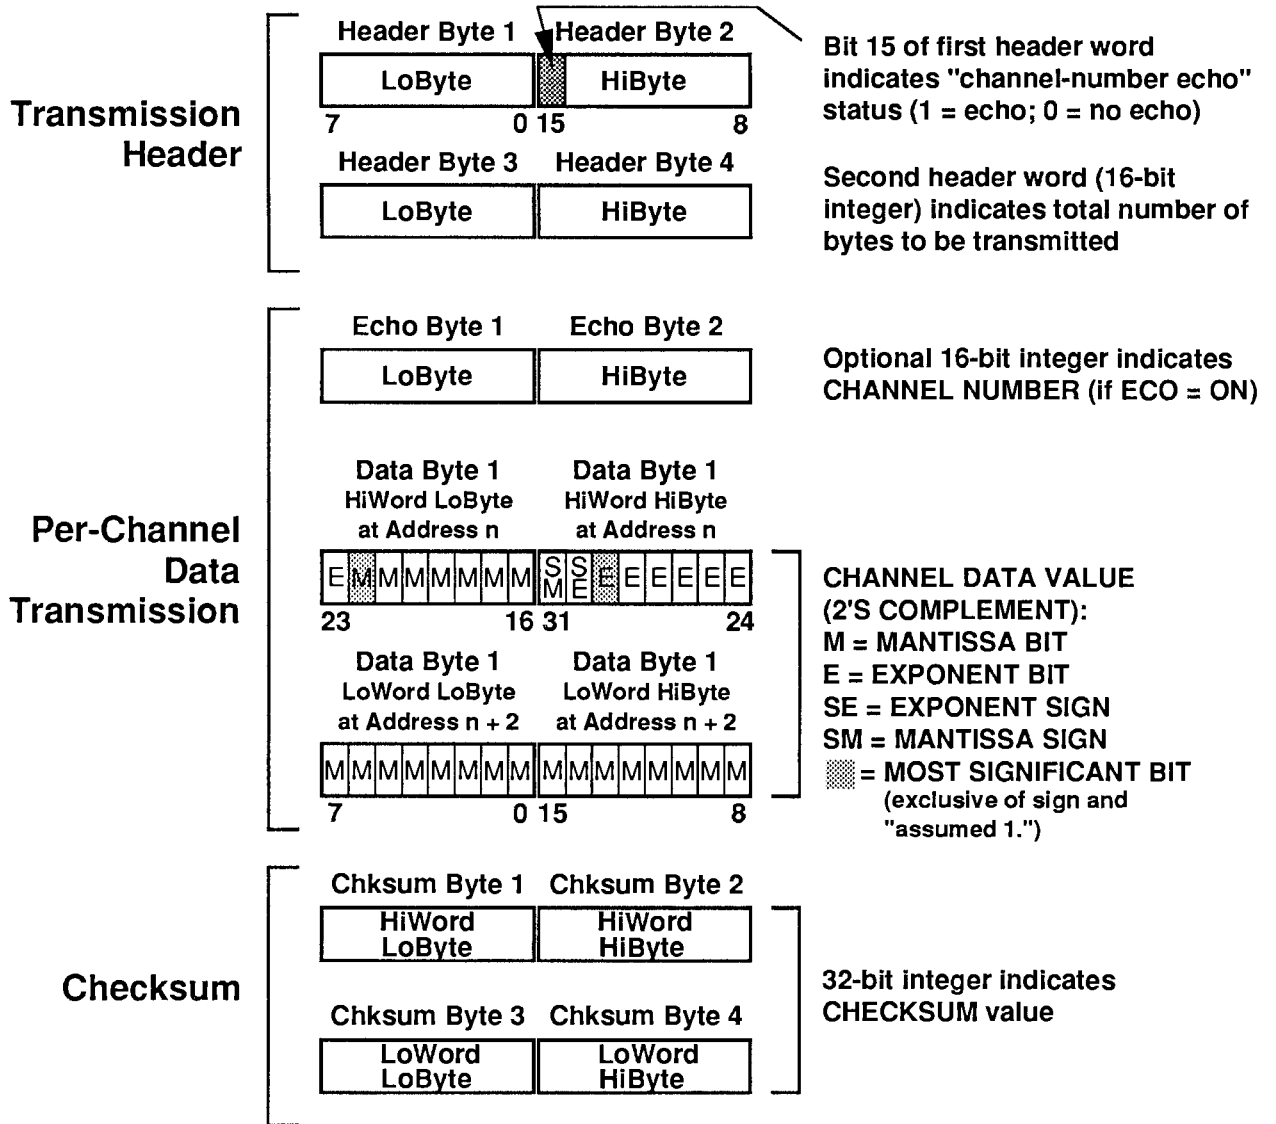 Header Byte 1 Header Byte 2
LoByte HiByte
7 0 15 8
Bit 15 of first header word
indicates "channel-number echo"
status (1 = echo; 0 = no echo)
Transmission
Header
Header Byte 3 Header Byte 4
LoByte HiByte
Second header word (16-bit
integer) indicates total number of
bytes to be transmitted
Echo Byte 1 Echo Byte 2
LoByte HiByte
Optional 16-bit integer indicates
CHANNEL NUMBER (if ECO = ON)
Per-Channel
Data
Transmission
Data Byte 1 Data Byte 1
HiWord LoByte HiWord HiByte
at Address n at Address n
E M M M M M M M SM SE E E E E E E
23 16 31 24
Data Byte 1 Data Byte 1
LoWord LoByte LoWord HiByte
at Address n + 2 at Address n + 2
M M M M M M M M M M M M M M M M
7 0 15 8
CHANNEL DATA VALUE
(2'S COMPLEMENT):
M = MANTISSA BIT
E = EXPONENT BIT
SE = EXPONENT SIGN
SM = MANTISSA SIGN
= MOST SIGNIFICANT BIT
(exclusive of sign and
"assumed 1.")
Checksum
Chksum Byte 1 Chksum Byte 2
HiWord HiWord
LoByte HiByte
Chksum Byte 3 Chksum Byte 4
LoWord LoWord
LoByte HiByte
32-bit integer indicates
CHECKSUM value